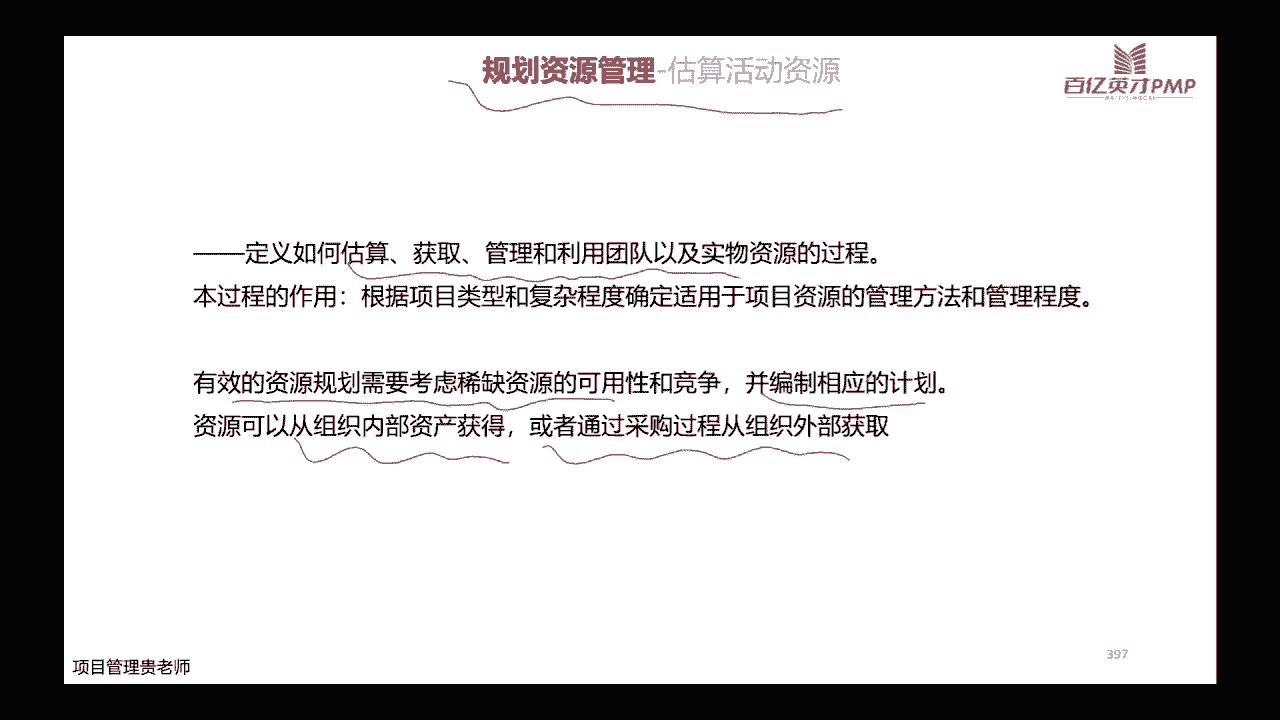 规划资源管理-估算活动资源
百亿英才PMP
——定义如何估算、获取、管理和利用团队以及实物资源的过程。
本过程的作用：根据项目类型和复杂程度确定适用于项目资源的管理方法和管理程度。
有效的资源规划需要考虑稀缺资源的可用性和竞争，并编制相应的计划。
资源可以从组织内部资产获得，或者通过采购过程从组织外部获取
397
项目管理贵老师